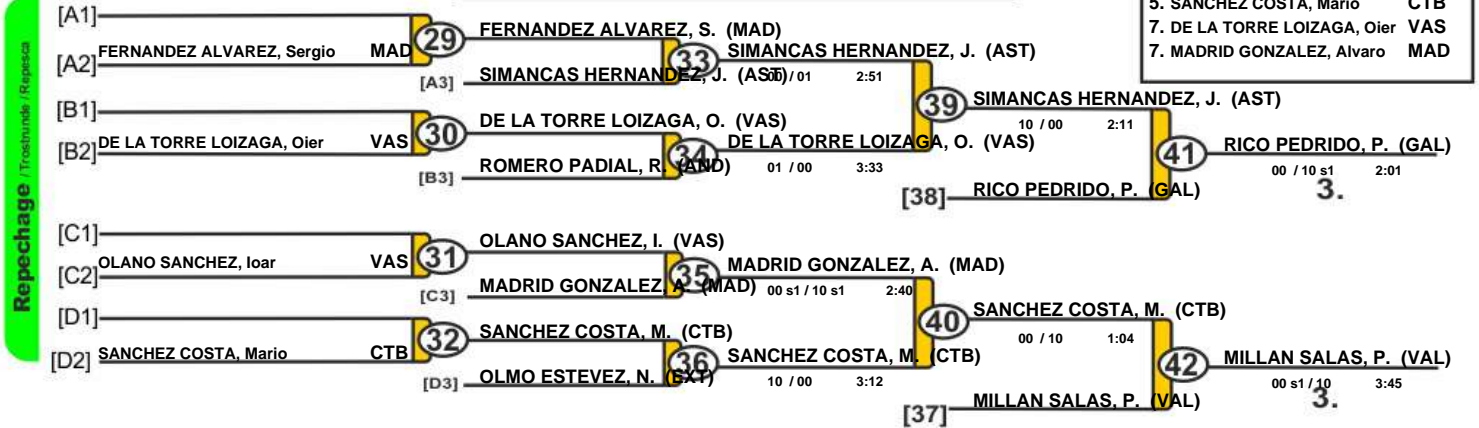 5. SANCHEZ COSTA, Mario CTB
7. DE LA TORRE LOIZAGA, Oier VAS
7. MADRID GONZALEZ, Alvaro MAD
Repechage / Trostrunde / Repesca
[A1]
[A2] FERNANDEZ ALVAREZ, Sergio MAD
29
FERNANDEZ ALVAREZ, S. (MAD)
[A3] SIMANCAS HERNANDEZ, J. (AST)
33
SIMANCAS HERNANDEZ, J. (AST)
00 / 01 2:51
[B1]
[B2] DE LA TORRE LOIZAGA, Oier VAS
30
DE LA TORRE LOIZAGA, O. (VAS)
[B3] ROMERO PADIAL, R. (AND)
34
DE LA TORRE LOIZAGA, O. (VAS)
01 / 00 3:33
39
SIMANCAS HERNANDEZ, J. (AST)
10 / 00 2:11
[38] RICO PEDRIDO, P. (GAL)
41
RICO PEDRIDO, P. (GAL)
00 / 10 s1 2:01
3.
[C1]
[C2] OLANO SANCHEZ, Ioar VAS
31
OLANO SANCHEZ, I. (VAS)
[C3] MADRID GONZALEZ, A. (MAD)
35
MADRID GONZALEZ, A. (MAD)
00 s1 / 10 s1 2:40
[D1]
[D2] SANCHEZ COSTA, Mario CTB
32
SANCHEZ COSTA, M. (CTB)
[D3] OLMO ESTEVEZ, N. (EXT)
36
SANCHEZ COSTA, M. (CTB)
10 / 00 3:12
40
SANCHEZ COSTA, M. (CTB)
00 / 10 1:04
[37] MILLAN SALAS, P. (VAL)
42
MILLAN SALAS, P. (VAL)
00 s1 / 10 3:45
3.